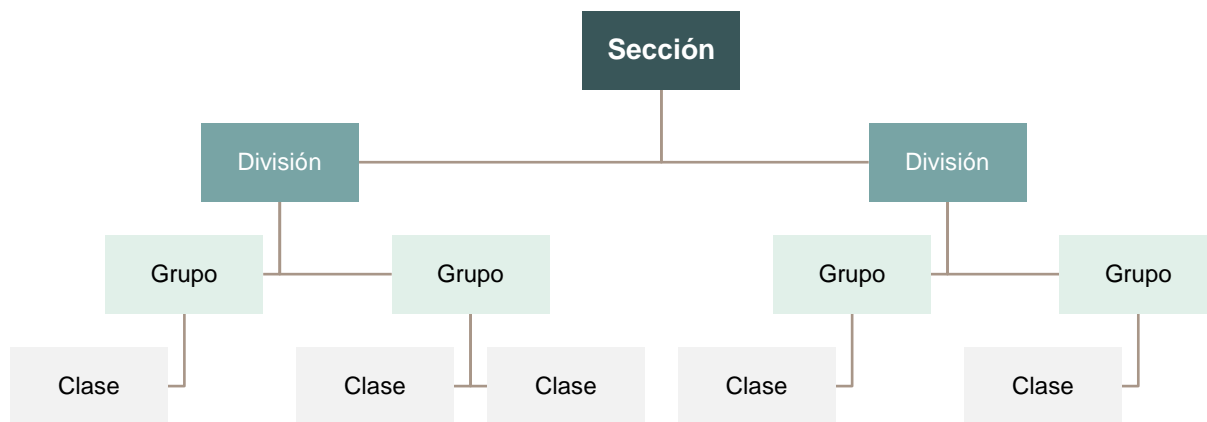 Sección
División
División
Grupo
Grupo
Grupo
Grupo
Clase
Clase
Clase
Clase
Clase